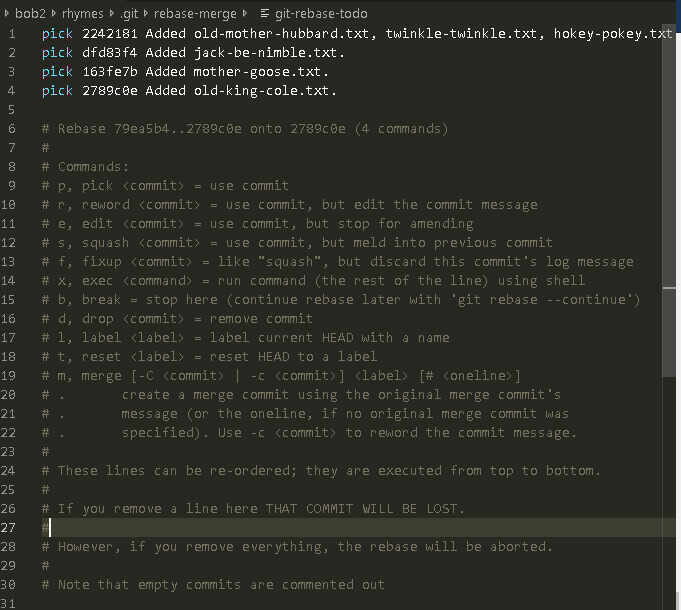 bob2 rhymes .git rebase-merge git-rebase-todo
1 pick 2242181 Added old-mother-hubbard.txt, twinkle-twinkle.txt, hokey-pokey.txt
2 pick dfd83f4 Added jack-be-nimble.txt.
3 pick 163fe7b Added mother-goose.txt.
4 pick 2789c0e Added old-king-cole.txt.
5
6 # Rebase 79ea5b4..2789c0e onto 2789c0e (4 commands)
7 #
8 # Commands:
9 # p, pick <commit> = use commit
10 # r, reword <commit> = use commit, but edit the commit message
11 # e, edit <commit> = use commit, but stop for amending
12 # s, squash <commit> = use commit, but meld into previous commit
13 # f, fixup <commit> = like "squash", but discard this commit's log message
14 # x, exec <command> = run command (the rest of the line) using shell
15 # b, break = stop here (continue rebase later with 'git rebase --continue')
16 # d, drop <commit> = remove commit
17 # l, label <label> = label current HEAD with a name
18 # t, reset <label> = reset HEAD to a label
19 # m, merge [-C <commit> | -c <commit>] <label> [# <oneline>]
20 # . create a merge commit using the original merge commit's
21 # . message (or the oneline, if no original merge commit was
22 # . specified). Use -c <commit> to reword the commit message.
23 #
24 # These lines can be re-ordered; they are executed from top to bottom.
25 #
26 # If you remove a line here THAT COMMIT WILL BE LOST.
27 #
28 # However, if you remove everything, the rebase will be aborted.
29 #
30 # Note that empty commits are commented out
31